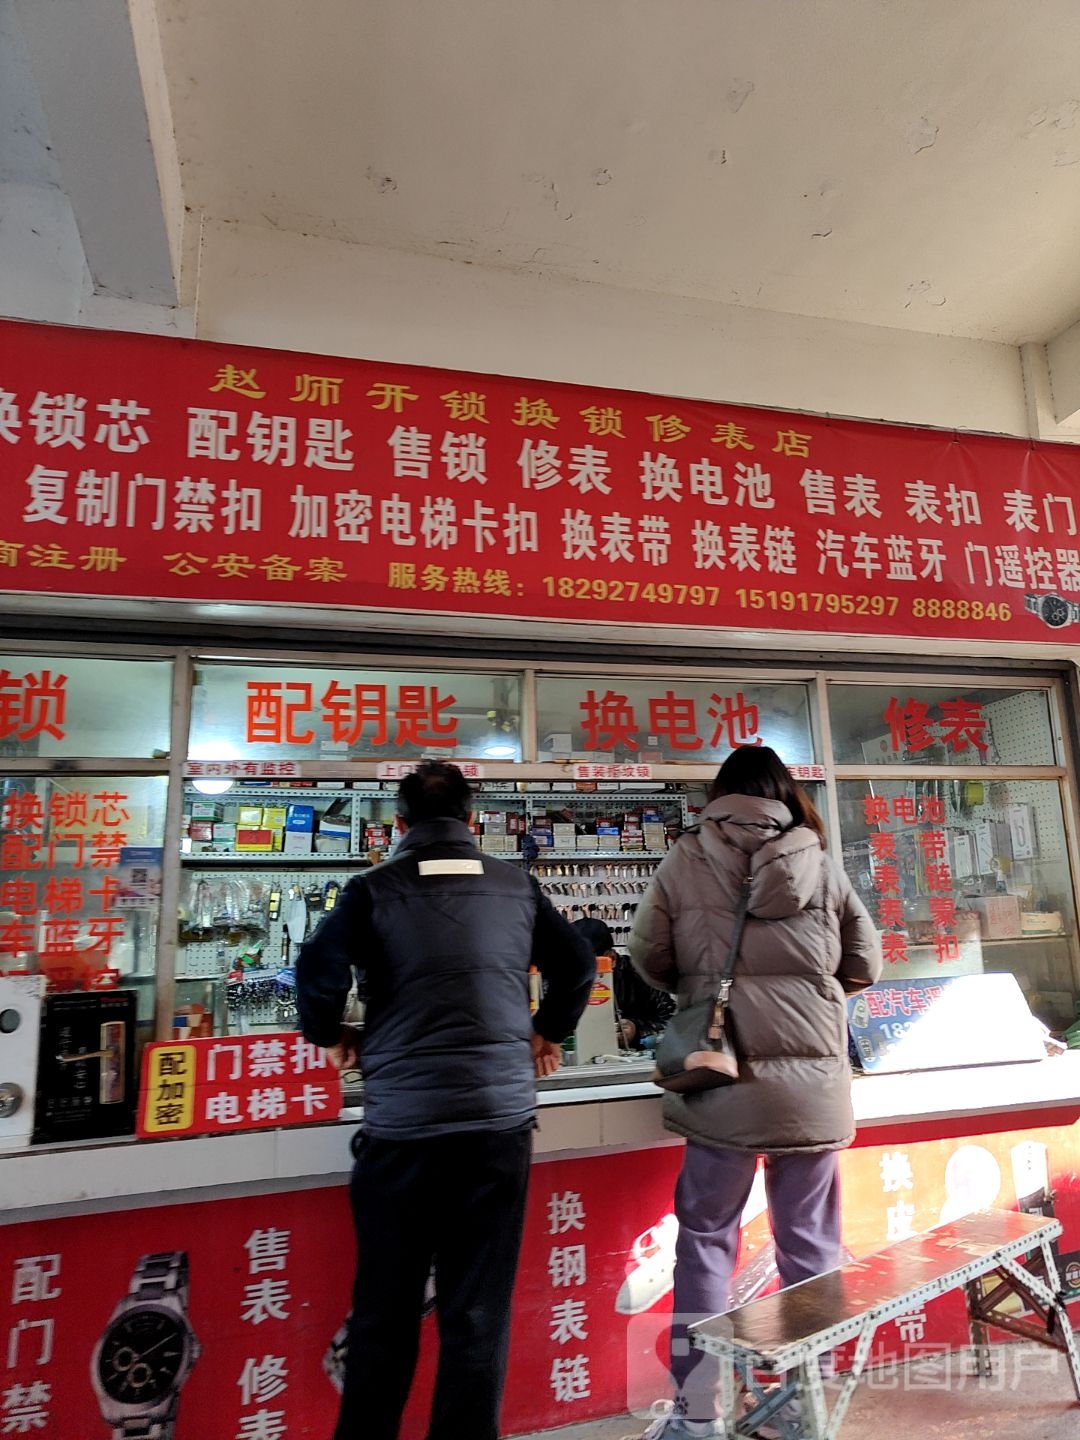 赵师开锁换锁修表店
换锁芯 配钥匙 售锁 修表 换电池 售表 表扣 表门
复制门禁扣 加密电梯卡扣 换表带 换表链 汽车蓝牙 门遥控器
商注册 公安备案 服务热线：18292749797 15191795297 8888846
锁
配钥匙
换电池
修表
室内外有监控
售装指纹锁
车钥匙
换锁芯
配门禁
电梯卡
车蓝牙
换电池
表带
表链
表蒙
表扣
配汽车遥
配加密
门禁扣
电梯卡
配门禁
售表 修表
换钢表链
换皮
带
百度地图用户